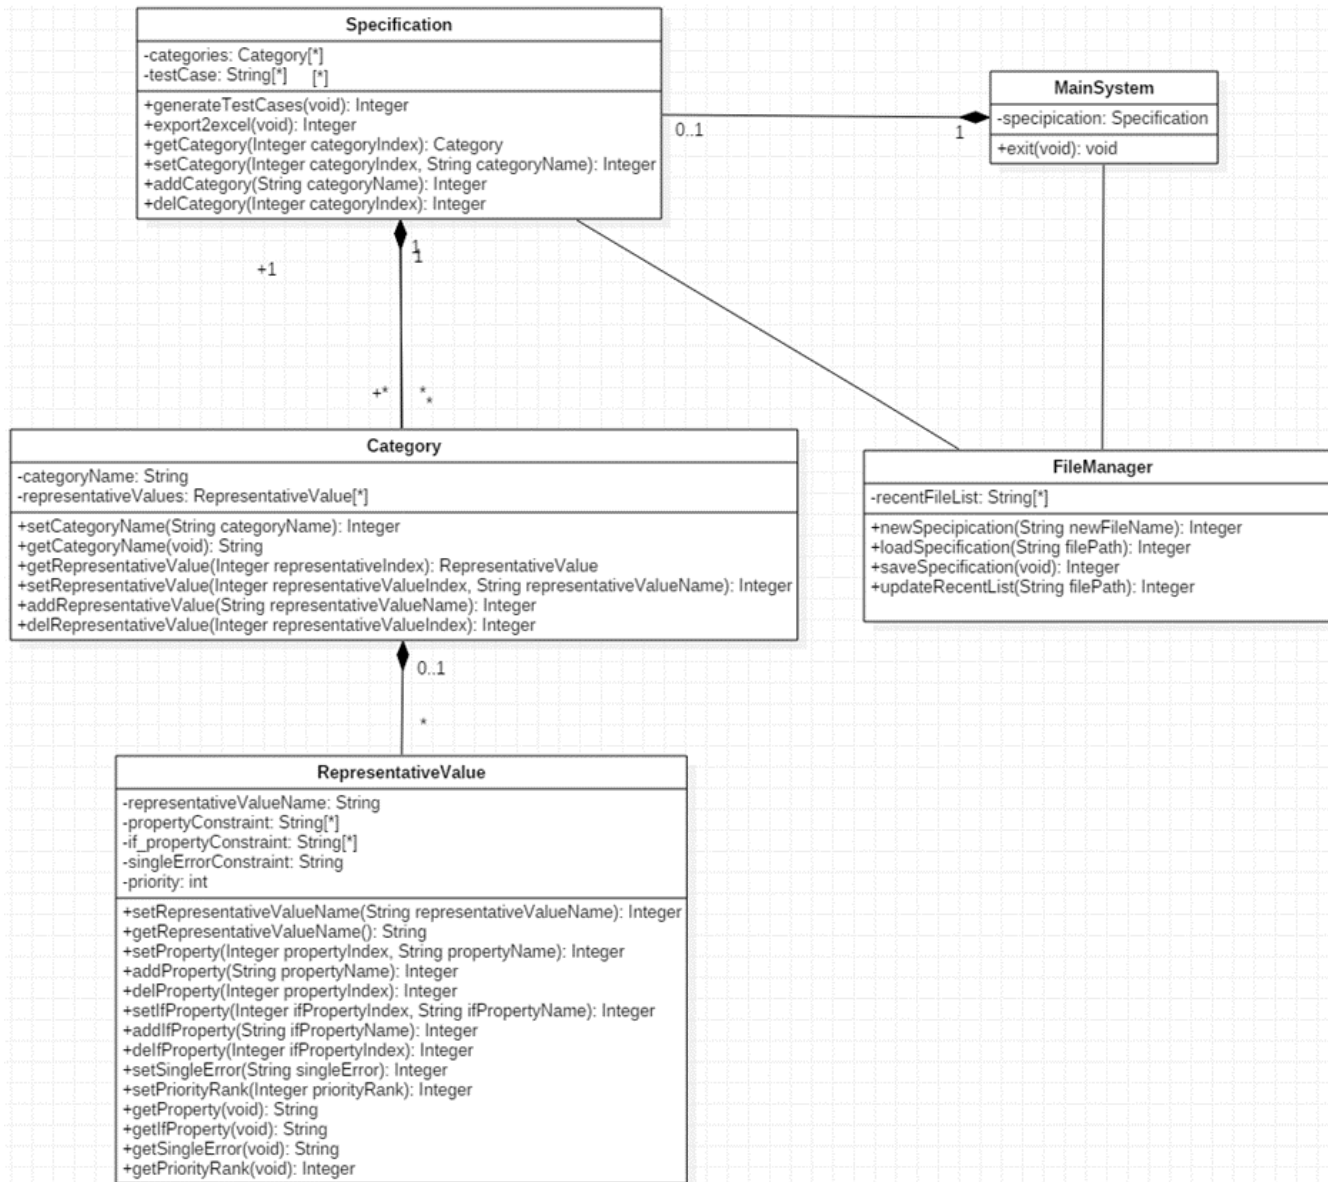 Specification
-categories: Category[*]
-testCase: String[*] [*]
+generateTestCases(void): Integer
+export2excel(void): Integer
+getCategory(Integer categoryIndex): Category
+setCategory(Integer categoryIndex, String categoryName): Integer
+addCategory(String categoryName): Integer
+delCategory(Integer categoryIndex): Integer
0..1
1
MainSystem
-specipication: Specification
+exit(void): void
1
1
+1
+*
*
*
Category
-categoryName: String
-representativeValues: RepresentativeValue[*]
+setCategoryName(String categoryName): Integer
+getCategoryName(void): String
+getRepresentativeValue(Integer representativeIndex): RepresentativeValue
+setRepresentativeValue(Integer representativeValueIndex, String representativeValueName): Integer
+addRepresentativeValue(String representativeValueName): Integer
+delRepresentativeValue(Integer representativeValueIndex): Integer
FileManager
-recentFileList: String[*]
+newSpecipication(String newFileName): Integer
+loadSpecification(String filePath): Integer
+saveSpecification(void): Integer
+updateRecentList(String filePath): Integer
0..1
*
RepresentativeValue
-representativeValueName: String
-propertyConstraint: String[*]
-if_propertyConstraint: String[*]
-singleErrorConstraint: String
-priority: int
+setRepresentativeValueName(String representativeValueName): Integer
+getRepresentativeValueName(): String
+setProperty(Integer propertyIndex, String propertyName): Integer
+addProperty(String propertyName): Integer
+delProperty(Integer propertyIndex): Integer
+setIfProperty(Integer ifPropertyIndex, String ifPropertyName): Integer
+addIfProperty(String ifPropertyName): Integer
+delfProperty(Integer ifPropertyIndex): Integer
+setSingleError(String singleError): Integer
+setPriorityRank(Integer priorityRank): Integer
+getProperty(void): String
+getIfProperty(void): String
+getSingleError(void): String
+getPriorityRank(void): Integer